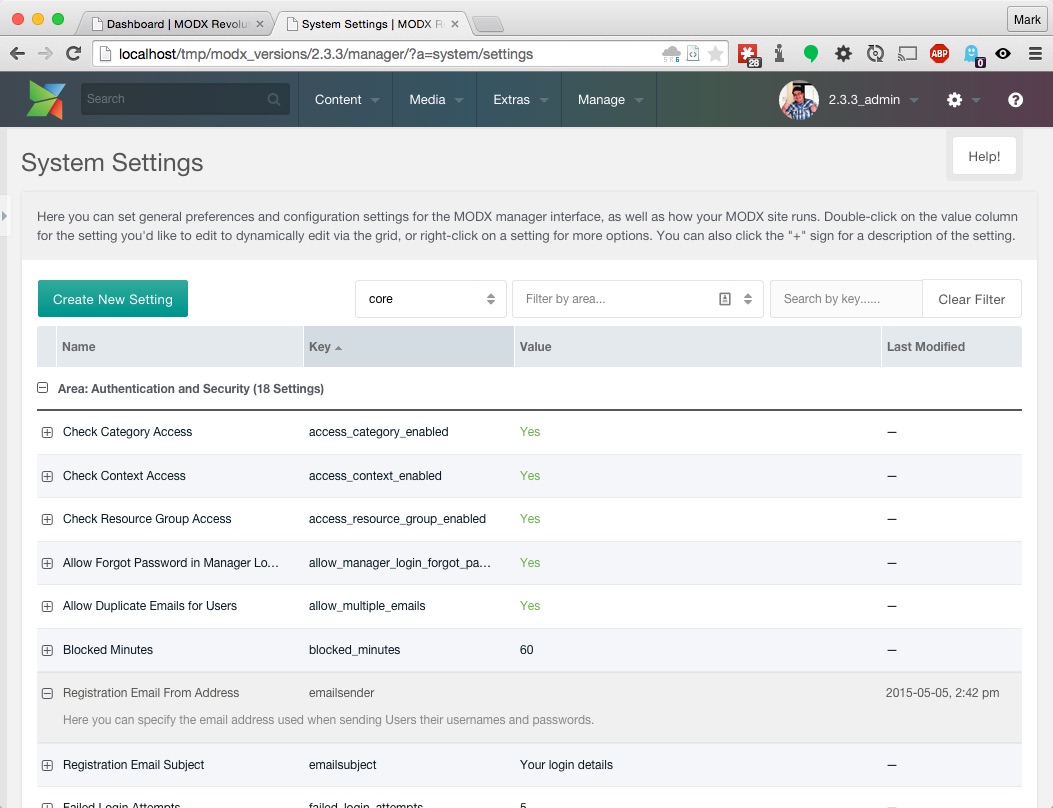 Dashboard | MODX Revolu
System Settings | MODX R
Mark
localhost/tmp/modx_versions/2.3.3/manager/?a=system/settings
28
ABP
0
Search
Content
Media
Extras
Manage
2.3.3_admin
System Settings
Help!
Here you can set general preferences and configuration settings for the MODX manager interface, as well as how your MODX site runs. Double-click on the value column
for the setting you'd like to edit to dynamically edit via the grid, or right-click on a setting for more options. You can also click the "+" sign for a description of the setting.
Create New Setting
core
Filter by area...
Search by key......
Clear Filter
Name Key Value Last Modified
Area: Authentication and Security (18 Settings)
Check Category Access access_category_enabled Yes —
Check Context Access access_context_enabled Yes —
Check Resource Group Access access_resource_group_enabled Yes —
Allow Forgot Password in Manager Lo... allow_manager_login_forgot_pa... Yes —
Allow Duplicate Emails for Users allow_multiple_emails Yes —
Blocked Minutes blocked_minutes 60 —
Registration Email From Address emailsender 2015-05-05, 2:42 pm
Here you can specify the email address used when sending Users their usernames and passwords.
Registration Email Subject emailsubject Your login details —
Failed Login Attempts failed_login_attempts 5